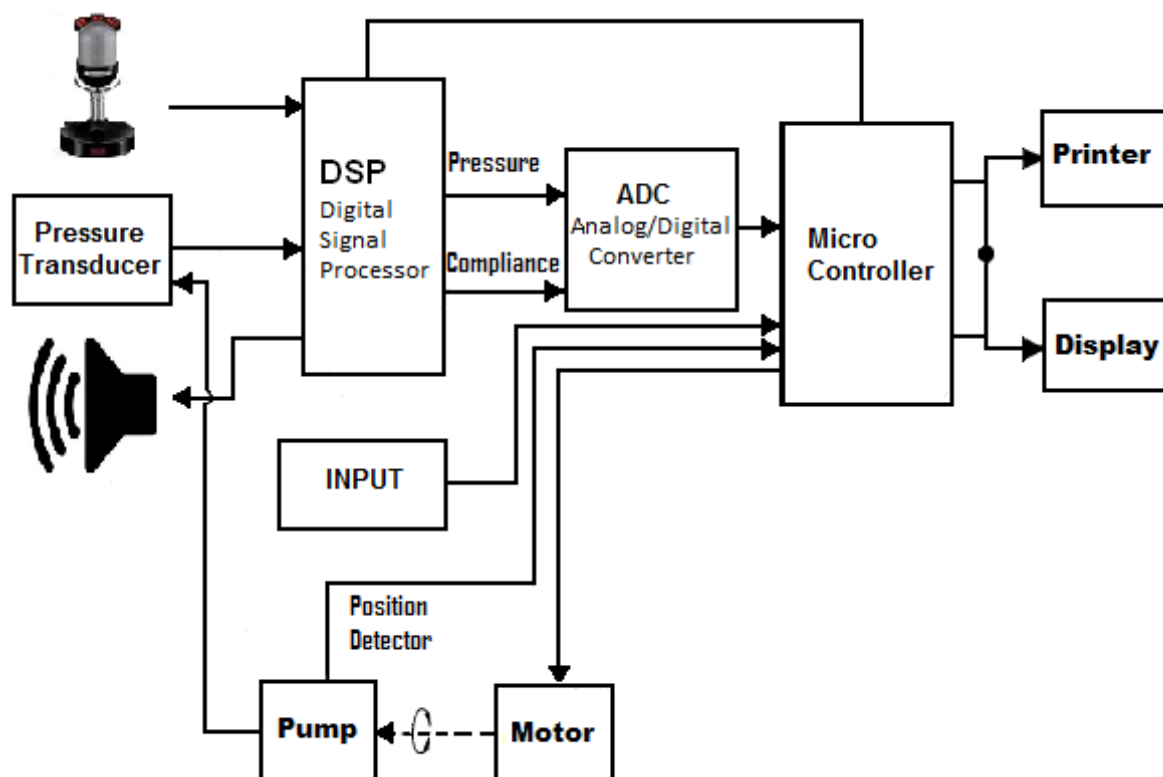 DSP
Digital
Signal
Processor
Pressure
Compliance
ADC
Analog/Digital
Converter
Micro
Controller
Printer
Display
Pressure
Transducer
INPUT
Position
Detector
Pump
Motor